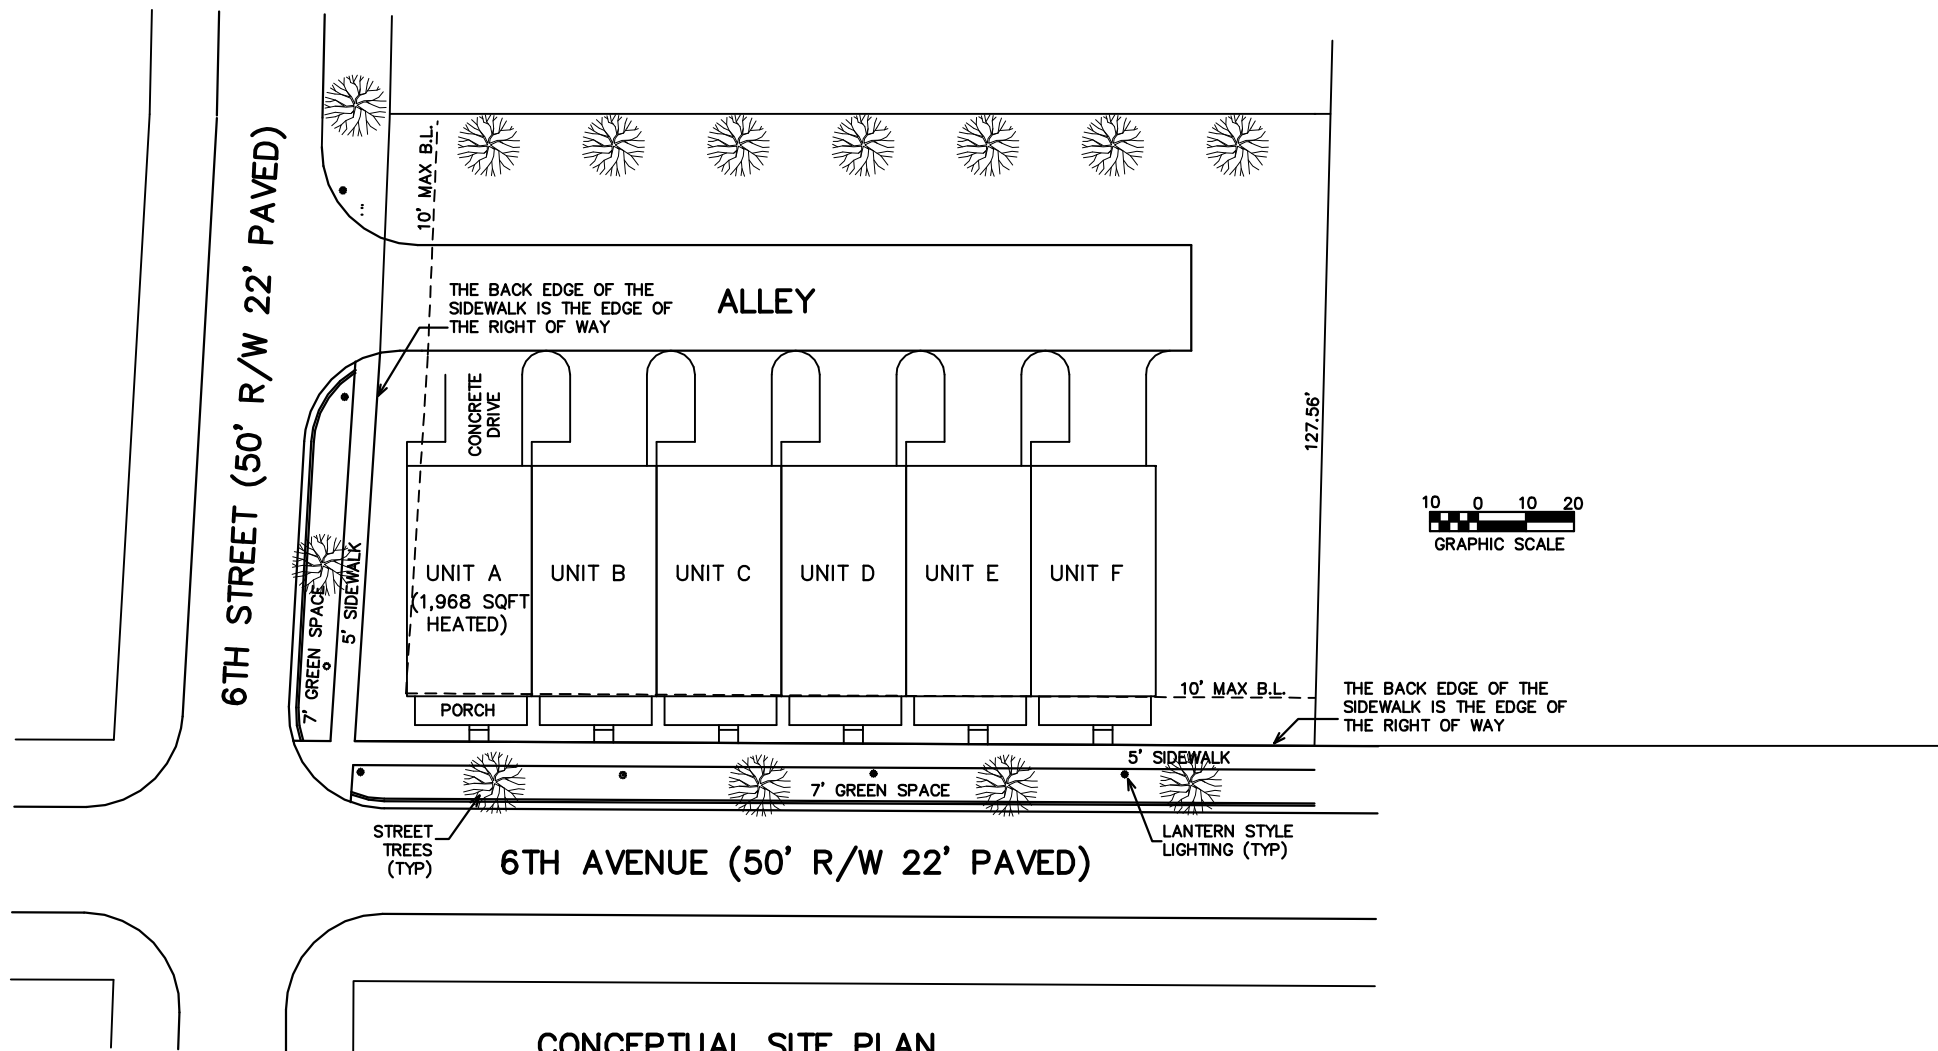 10' MAX B.L.
6TH STREET (50' R/W 22' PAVED)
THE BACK EDGE OF THE
SIDEWALK IS THE EDGE OF
THE RIGHT OF WAY
ALLEY
CONCRETE
DRIVE
127.56'
10 0 10 20
GRAPHIC SCALE
5' SIDEWALK
7' GREEN SPACE
UNIT A
(1,968 SQFT
HEATED)
UNIT B
UNIT C
UNIT D
UNIT E
UNIT F
PORCH
10' MAX B.L.
THE BACK EDGE OF THE
SIDEWALK IS THE EDGE OF
THE RIGHT OF WAY
5' SIDEWALK
7' GREEN SPACE
STREET
TREES
(TYP)
LANTERN STYLE
LIGHTING (TYP)
6TH AVENUE (50' R/W 22' PAVED)
CONCEPTUAL SITE PLAN